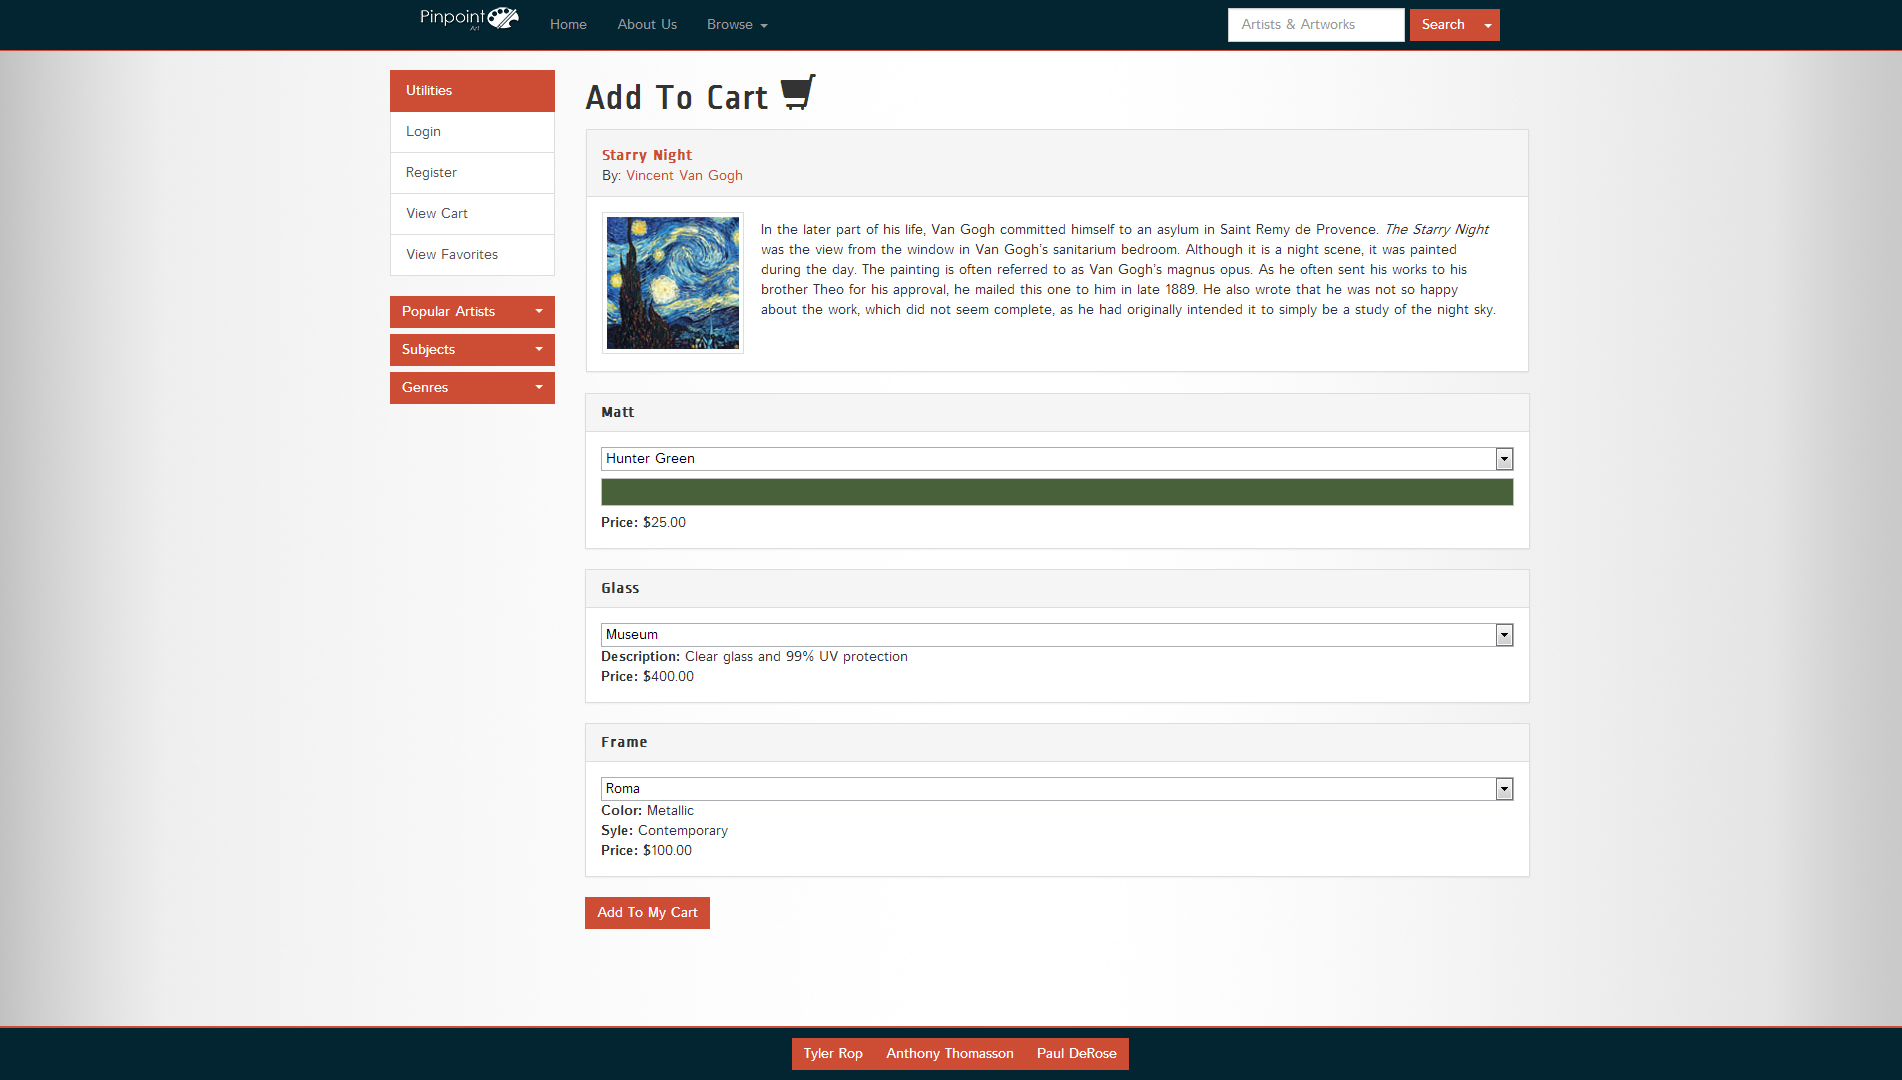 Pinpoint
Art
Home
About Us
Browse
Artists & Artworks
Search
Utilities
Login
Register
View Cart
View Favorites
Popular Artists
Subjects
Genres
Add To Cart
Starry Night
By: Vincent Van Gogh
In the later part of his life, Van Gogh committed himself to an asylum in Saint Remy de Provence. The Starry Night
was the view from the window in Van Gogh's sanitarium bedroom. Although it is a night scene, it was painted
during the day. The painting is often referred to as Van Gogh's magnus opus. As he often sent his works to his
brother Theo for his approval, he mailed this one to him in late 1889. He also wrote that he was not so happy
about the work, which did not seem complete, as he had originally intended it to simply be a study of the night sky.
Matt
Hunter Green
Price: $25.00
Glass
Museum
Description: Clear glass and 99% UV protection
Price: $400.00
Frame
Roma
Color: Metallic
Syle: Contemporary
Price: $100.00
Add To My Cart
Tyler Rop
Anthony Thomasson
Paul DeRose